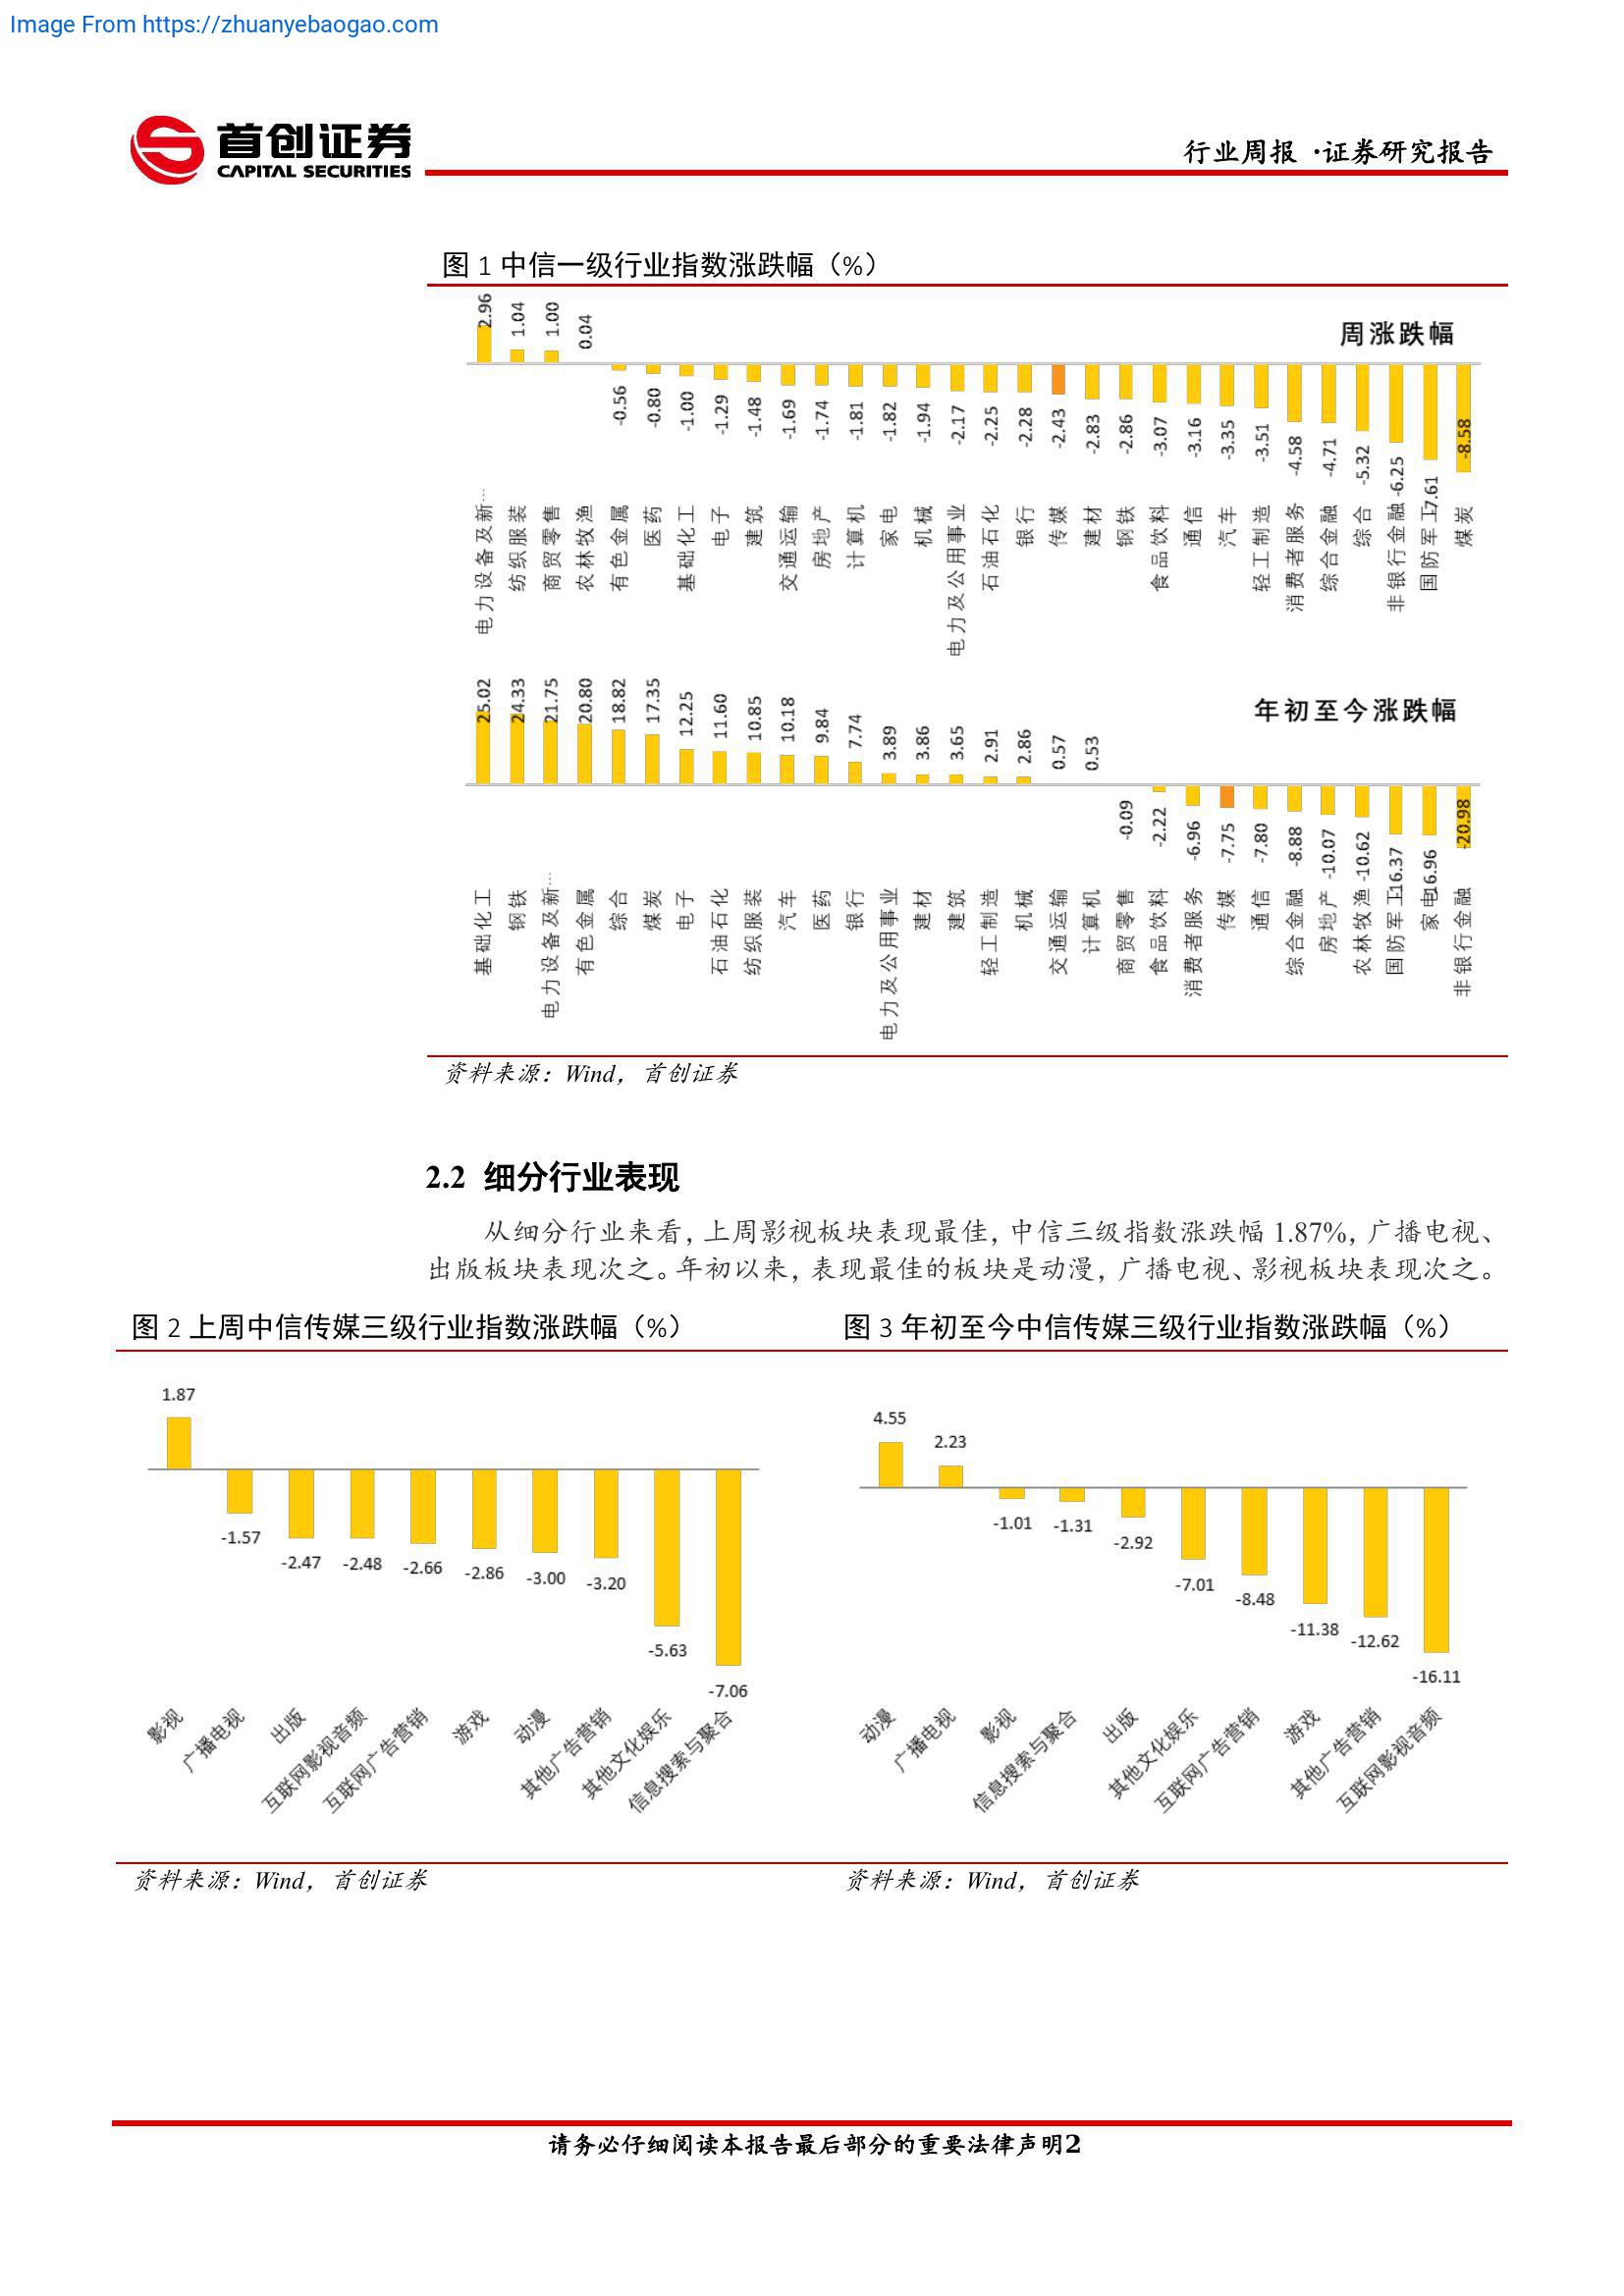 Image From https://zhuanyebaogao.com
首创证券
CAPITAL SECURITIES
行业周报 ·证券研究报告
图 1 中信一级行业指数涨跌幅（%）
周涨跌幅
2.96 1.04 1.00 0.04 -0.56 -0.80 -1.00 -1.29 -1.48 -1.69 -1.74 -1.81 -1.82 -1.94 -2.17 -2.25 -2.28 -2.43 -2.83 -2.86 -3.07 -3.16 -3.35 -3.51 -4.58 -4.71 -5.32 -6.25 -7.61 -8.58
电力设备及新… 纺织服装 商贸零售 农林牧渔 有色金属 医药 基础化工 电子 建筑 交通运输 房地产 计算机 家电 机械 电力及公用事业 石油石化 银行 传媒 建材 钢铁 食品饮料 通信 汽车 轻工制造 消费者服务 综合金融 综合 非银行金融 国防军工 煤炭
年初至今涨跌幅
25.02 24.33 21.75 20.80 18.82 17.35 12.25 11.60 10.85 10.18 9.84 7.74 3.89 3.86 3.65 2.91 2.86 0.57 0.53 -0.09 -2.22 -6.96 -7.75 -7.80 -8.88 -10.07 -10.62 -16.37 -16.96 -20.98
基础化工 钢铁 电力设备及新… 有色金属 综合 煤炭 电子 石油石化 纺织服装 汽车 医药 银行 电力及公用事业 建材 建筑 轻工制造 机械 交通运输 计算机 商贸零售 食品饮料 消费者服务 传媒 通信 综合金融 房地产 农林牧渔 国防军工 家电 非银行金融
资料来源：Wind，首创证券
2.2 细分行业表现
从细分行业来看，上周影视板块表现最佳，中信三级指数涨跌幅 1.87%，广播电视、
出版板块表现次之。年初以来，表现最佳的板块是动漫，广播电视、影视板块表现次之。
图 2 上周中信传媒三级行业指数涨跌幅（%）
1.87 -1.57 -2.47 -2.48 -2.66 -2.86 -3.00 -3.20 -5.63 -7.06
影视 广播电视 出版 互联网影视音频 互联网广告营销 游戏 动漫 其他广告营销 其他文化娱乐 信息搜索与聚合
资料来源：Wind，首创证券
图 3 年初至今中信传媒三级行业指数涨跌幅（%）
4.55 2.23 -1.01 -1.31 -2.92 -7.01 -8.48 -11.38 -12.62 -16.11
动漫 广播电视 影视 信息搜索与聚合 出版 其他文化娱乐 互联网广告营销 游戏 其他广告营销 互联网影视音频
资料来源：Wind，首创证券
请务必仔细阅读本报告最后部分的重要法律声明2